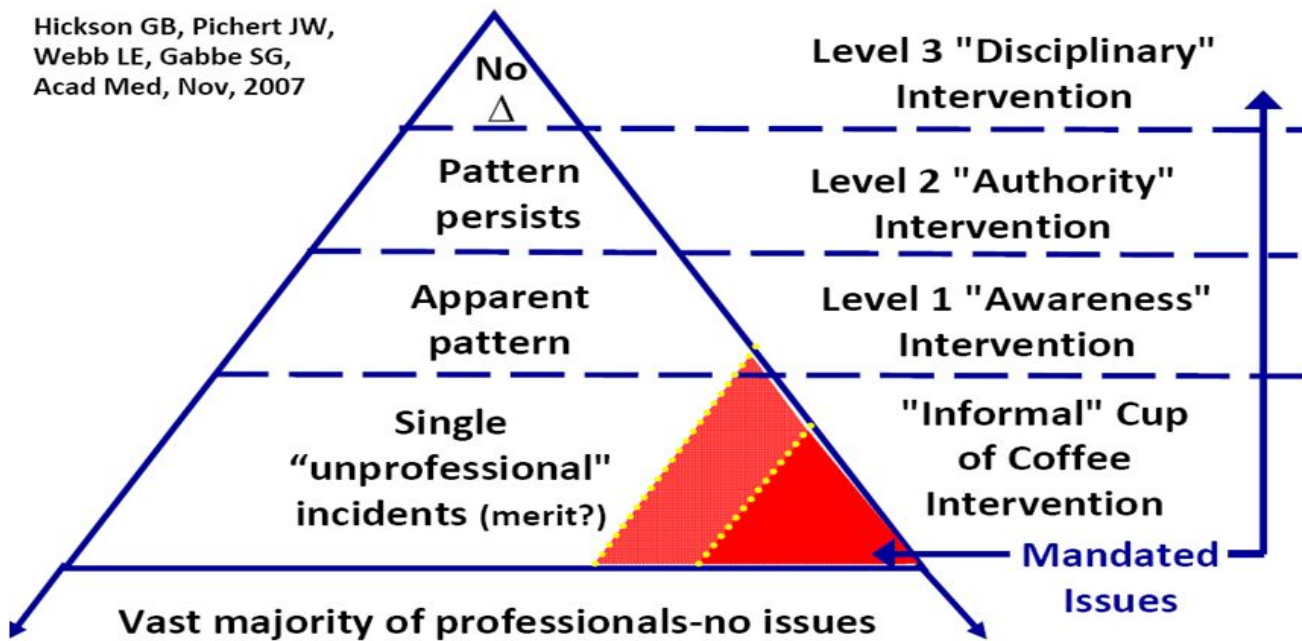 Hickson GB, Pichert JW,
Webb LE, Gabbe SG,
Acad Med, Nov, 2007
No
Δ
Level 3 "Disciplinary"
Intervention
Pattern
persists
Level 2 "Authority"
Intervention
Apparent
pattern
Level 1 "Awareness"
Intervention
Single
“unprofessional"
incidents (merit?)
"Informal" Cup
of Coffee
Intervention
Mandated
Issues
Vast majority of professionals-no issues